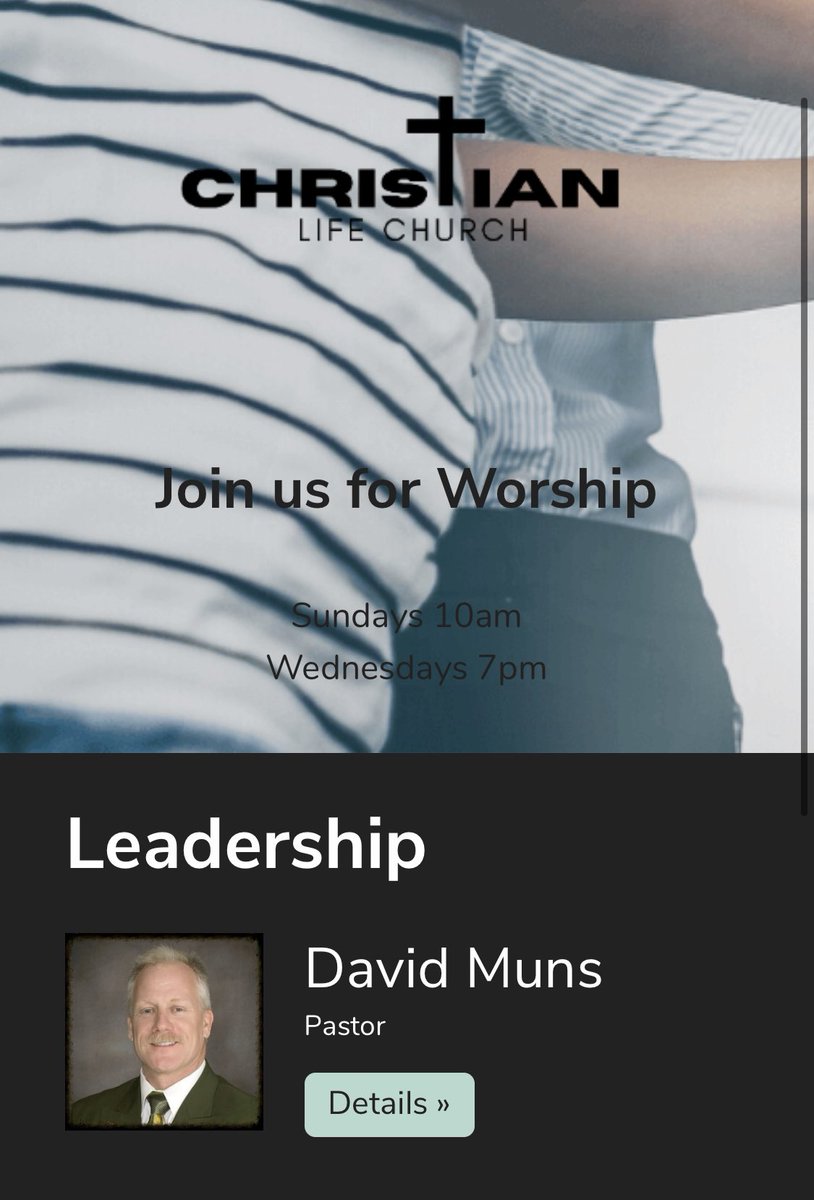 CHRISTIAN
LIFE CHURCH
Join us for Worship
Sundays 10am
Wednesdays 7pm
Leadership
David Muns
Pastor
Details »